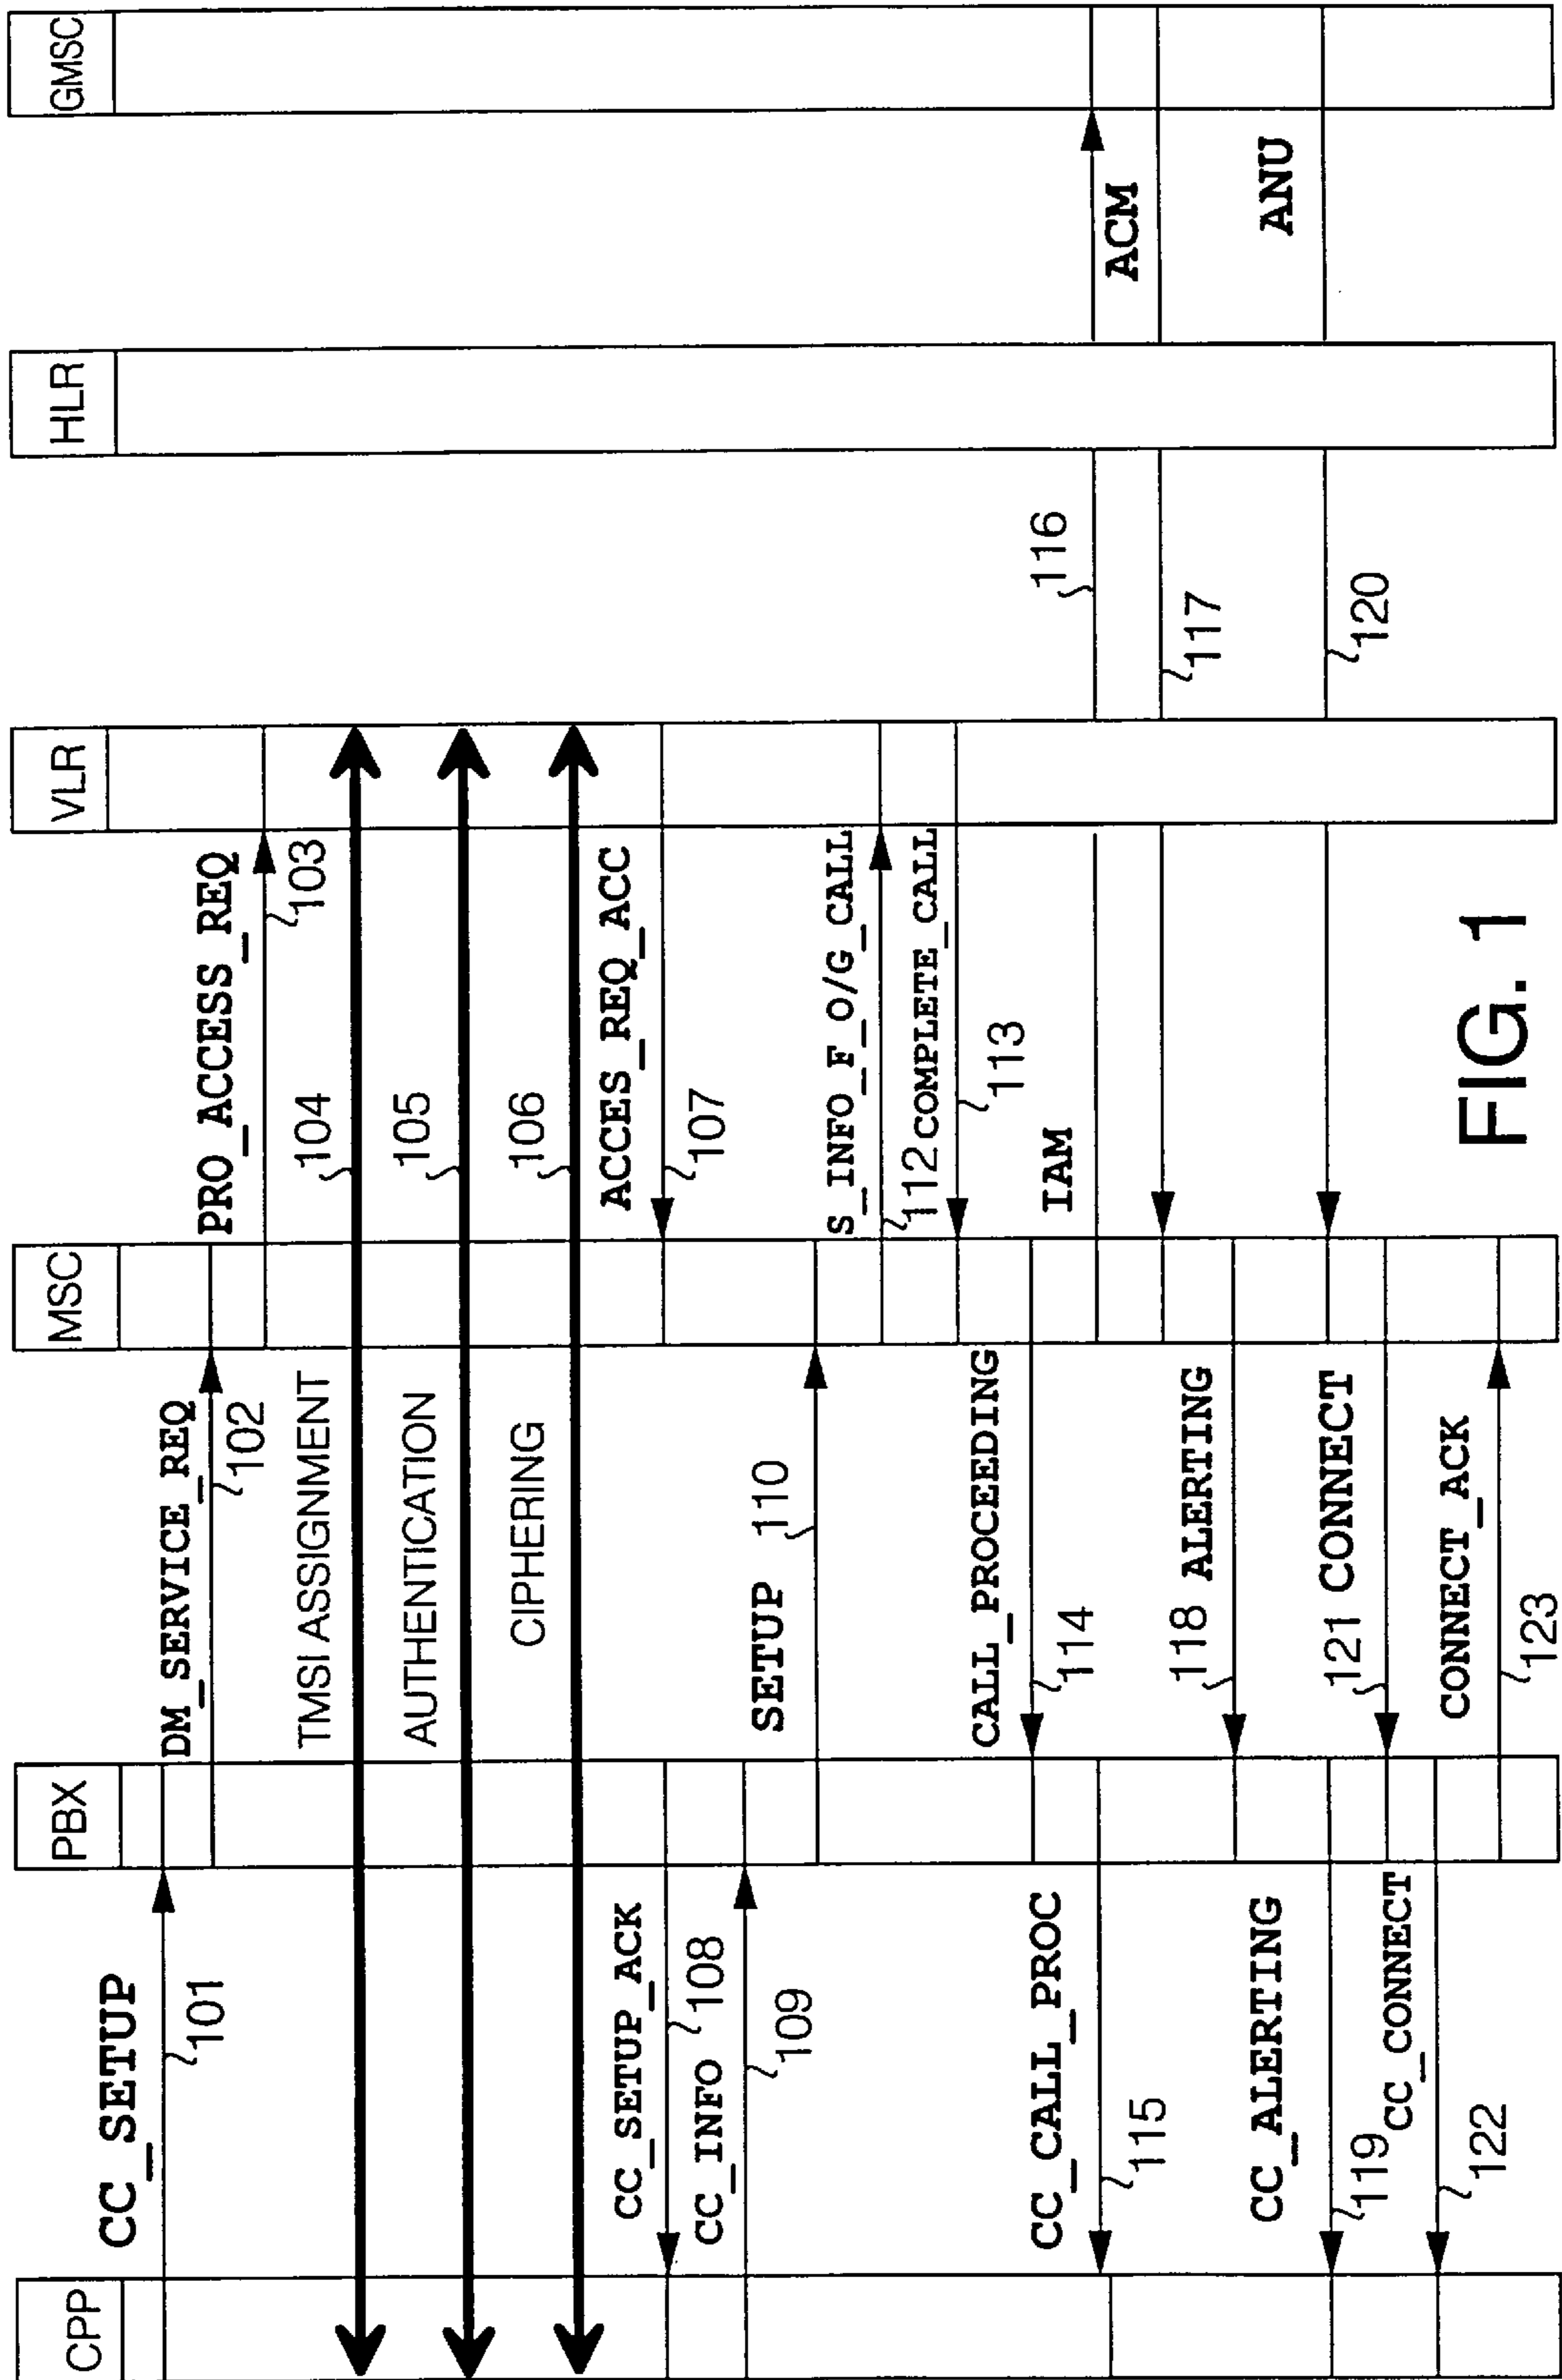 CPP
PBX
MSC
VLR
HLR
GMSC
CC_SETUP
101
DM_SERVICE_REQ
102
PRO_ACCESS_REQ
103
TMSI ASSIGNMENT
104
AUTHENTICATION
105
CIPHERING
106
ACCES_REQ_ACC
107
CC_SETUP_ACK
108
CC_INFO
109
SETUP
110
S_INFO_F_O/G_CALL
112
COMPLETE_CALL
113
CALL_PROCEEDING
114
CC_CALL_PROC
115
IAM
116
ACM
117
118
ALERTING
CC_ALERTING
119
ANU
120
121
CONNECT
CC_CONNECT
122
CONNECT_ACK
123
FIG. 1